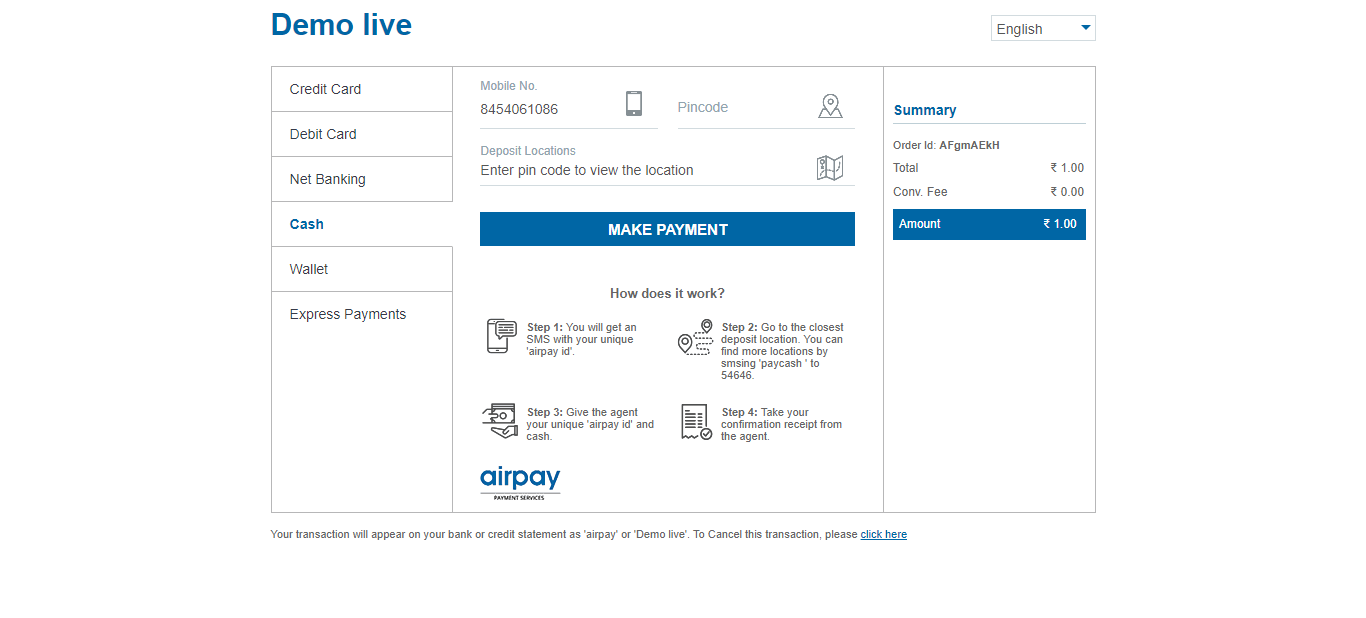 Demo live
English
Credit Card
Debit Card
Net Banking
Cash
Wallet
Express Payments
Mobile No.
8454061086
Pincode
Deposit Locations
Enter pin code to view the location
MAKE PAYMENT
How does it work?
Step 1: You will get an
SMS with your unique
'airpay id'.
Step 2: Go to the closest
deposit location. You can
find more locations by
smsing 'paycash ' to
54646.
Step 3: Give the agent
your unique 'airpay id' and
cash.
Step 4: Take your
confirmation receipt from
the agent.
airpay
PAYMENT SERVICES
Summary
Order Id: AFgmAEkH
Total ₹ 1.00
Conv. Fee ₹ 0.00
Amount ₹ 1.00
Your transaction will appear on your bank or credit statement as 'airpay' or 'Demo live'. To Cancel this transaction, please click here